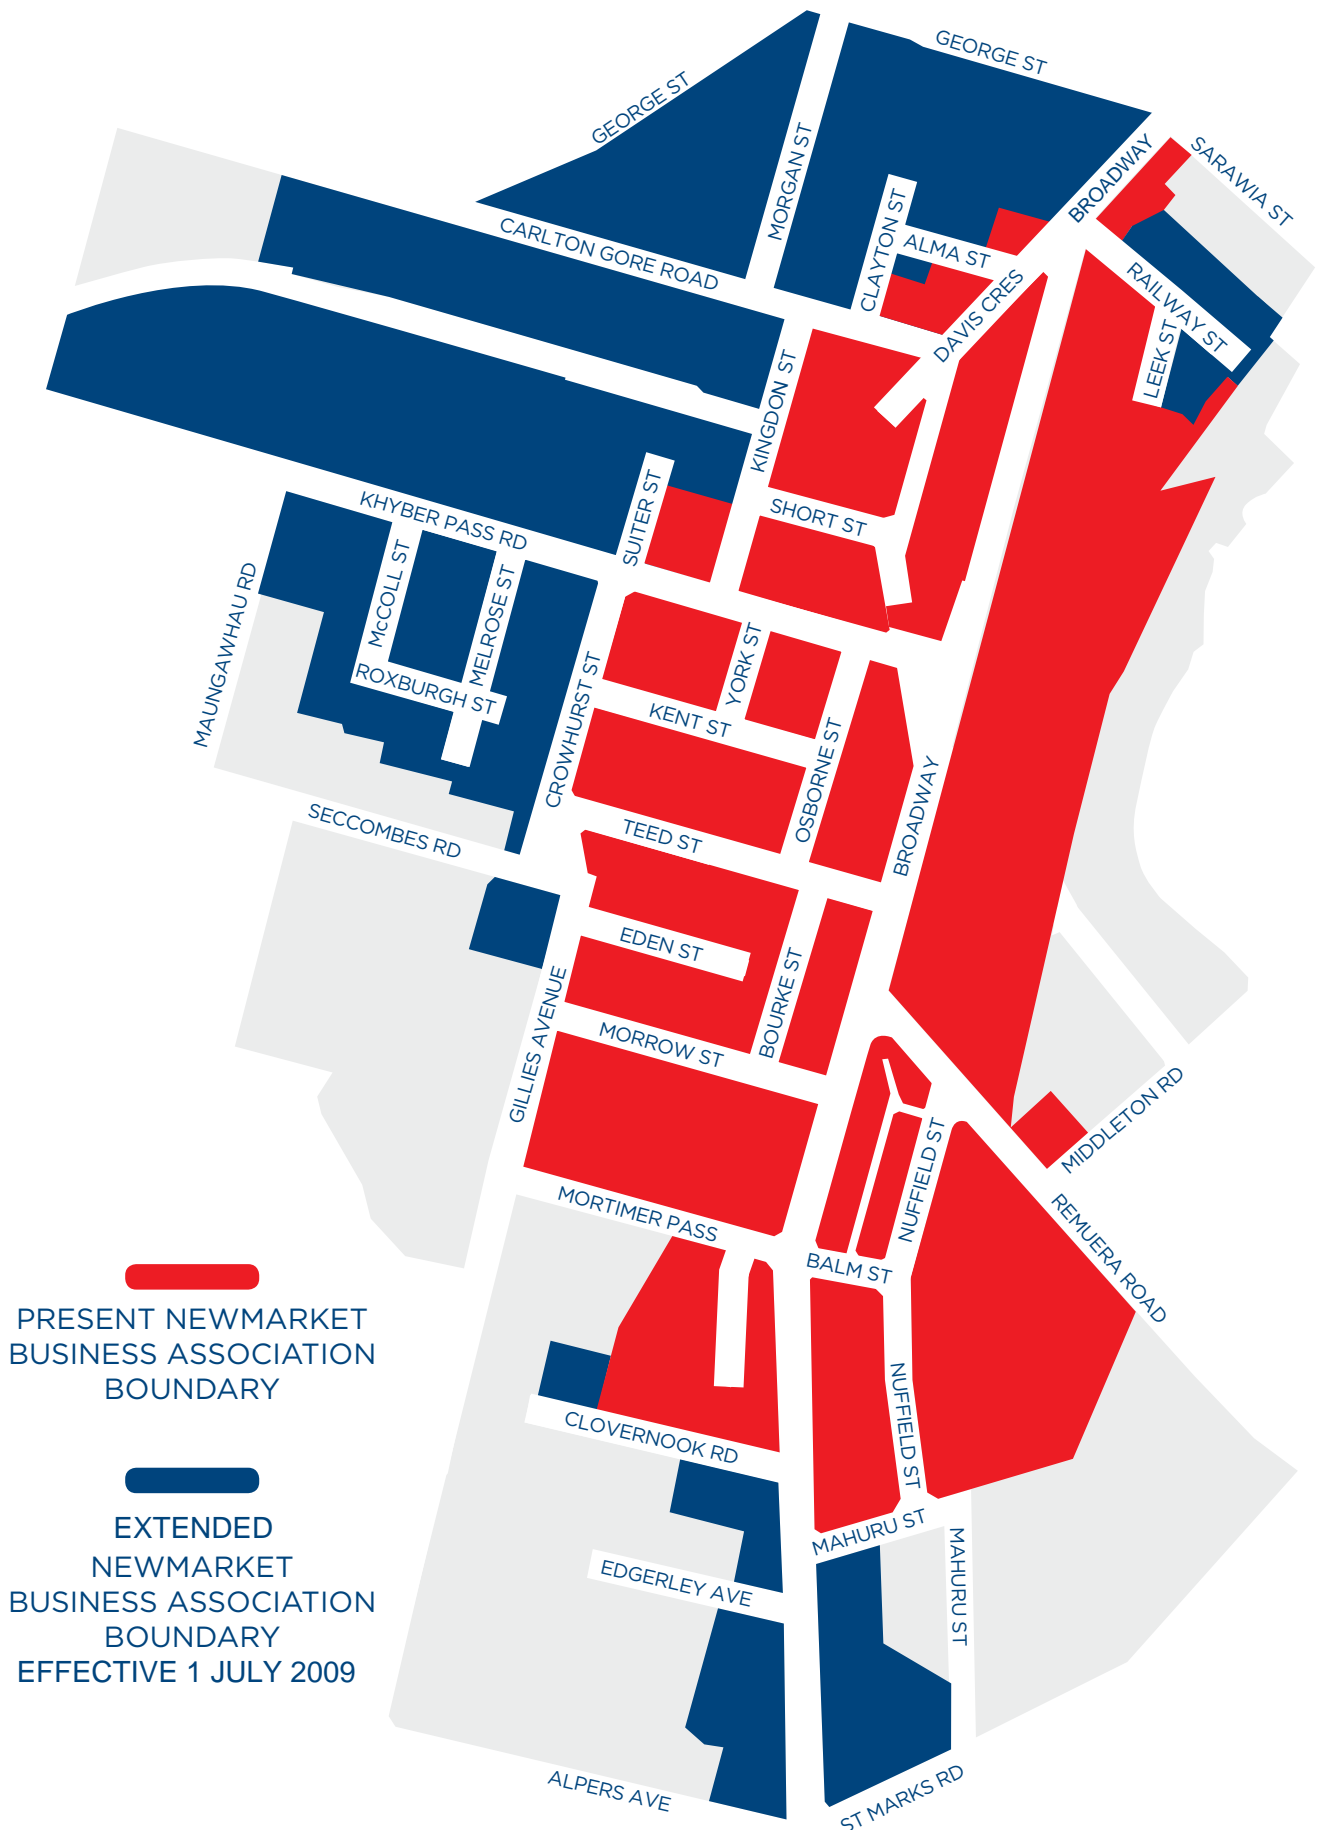 GEORGE ST
GEORGE ST
BROADWAY
SARAWIA ST
MORGAN ST
CARLTON GORE ROAD
CLAYTON ST
ALMA ST
DAVIS CRES
RAILWAY ST
LEEK ST
KINGDON ST
SHORT ST
SUITER ST
KHYBER PASS RD
McCOLL ST
MELROSE ST
ROXBURGH ST
MAUNGAWHAU RD
CROWHURST ST
YORK ST
KENT ST
OSBORNE ST
BROADWAY
TEED ST
SECCOMBES RD
EDEN ST
BOURKE ST
GILLIES AVENUE
MORROW ST
MIDDLETON RD
NUFFIELD ST
MORTIMER PASS
BALM ST
REMUERA ROAD
PRESENT NEWMARKET
BUSINESS ASSOCIATION
BOUNDARY
NUFFIELD ST
CLOVERNOOK RD
MAHURU ST
MAHURU ST
EXTENDED
NEWMARKET
BUSINESS ASSOCIATION
BOUNDARY
EFFECTIVE 1 JULY 2009
EDGERLEY AVE
ALPERS AVE
ST MARKS RD